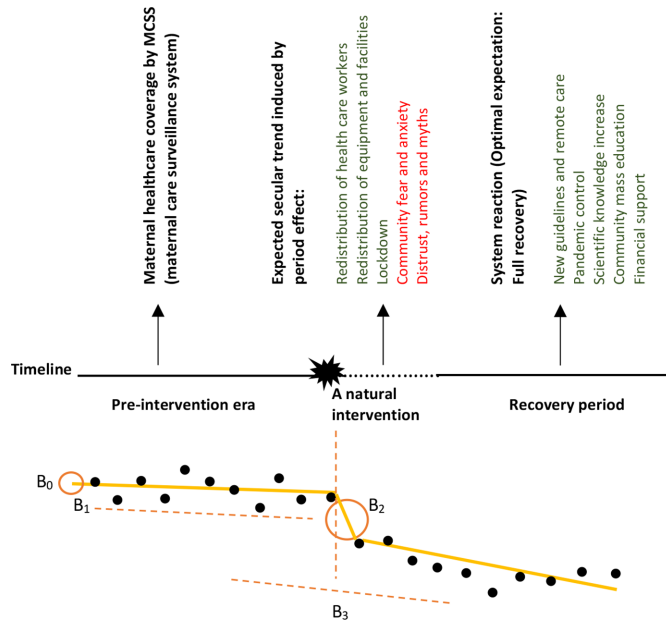 Maternal healthcare coverage by MCSS
(maternal care surveillance system)
Expected secular trend induced by
period effect:
Redistribution of health care workers
Redistribution of equipment and facilities
Lockdown
Community fear and anxiety
Distrust, rumors and myths
System reaction (Optimal expectation:
Full recovery)
New guidelines and remote care
Pandemic control
Scientific knowledge increase
Community mass education
Financial support
Timeline
Pre-intervention era
A natural
intervention
Recovery period
B0
B1
B2
B3